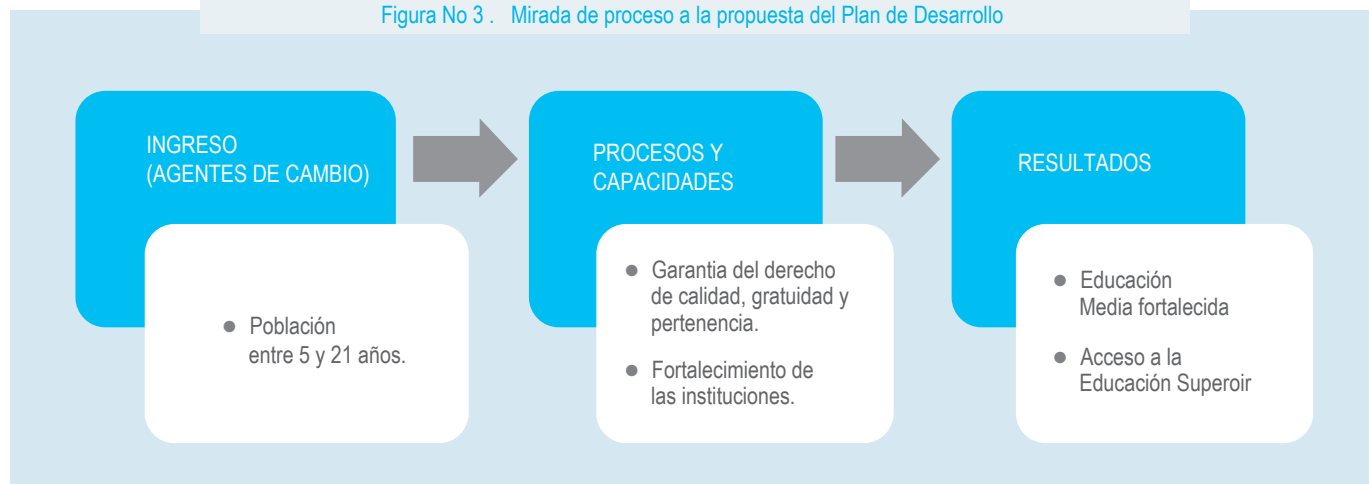 Figura No 3 . Mirada de proceso a la propuesta del Plan de Desarrollo
INGRESO
(AGENTES DE CAMBIO)
● Población
entre 5 y 21 años.
PROCESOS Y
CAPACIDADES
● Garantia del derecho
de calidad, gratuidad y
pertenencia.
● Fortalecimiento de
las instituciones.
RESULTADOS
● Educación
Media fortalecida
● Acceso a la
Educación Superoir